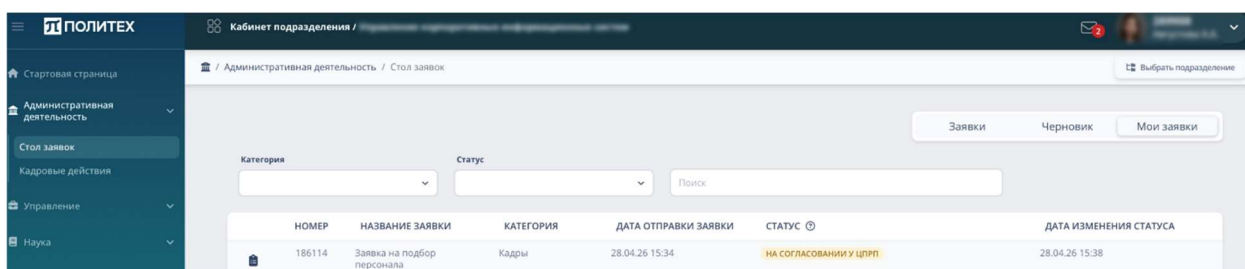 ПОЛИТЕХ
Кабинет подразделения /
2
Стартовая страница
Административная деятельность / Стол заявок
Выбрать подразделение
Административная
деятельность
Стол заявок
Кадровые действия
Управление
Наука
Заявки Черновик Мои заявки
Категория Статус
Поиск
НОМЕР НАЗВАНИЕ ЗАЯВКИ КАТЕГОРИЯ ДАТА ОТПРАВКИ ЗАЯВКИ СТАТУС ДАТА ИЗМЕНЕНИЯ СТАТУСА
186114 Заявка на подбор Кадры 28.04.26 15:34 НА СОГЛАСОВАНИИ У ЦПРП 28.04.26 15:38
персонала